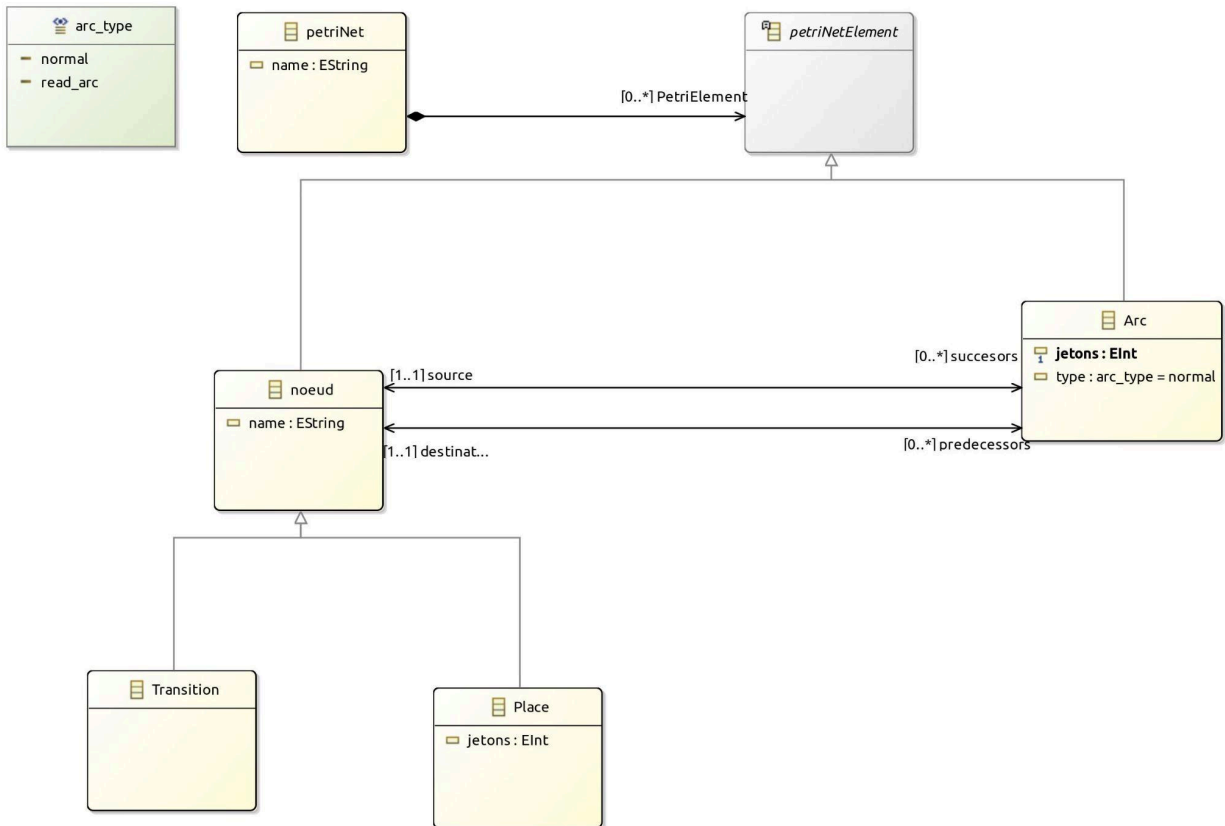 arc_type
normal
read_arc
petriNet
name : EString
petriNetElement
[0..*] PetriElement
Arc
jetons : EInt
1
type : arc_type = normal
[0..*] succesors
[1..1] source
noeud
name : EString
[1..1] destinat...
[0..*] predecessors
Transition
Place
jetons : EInt